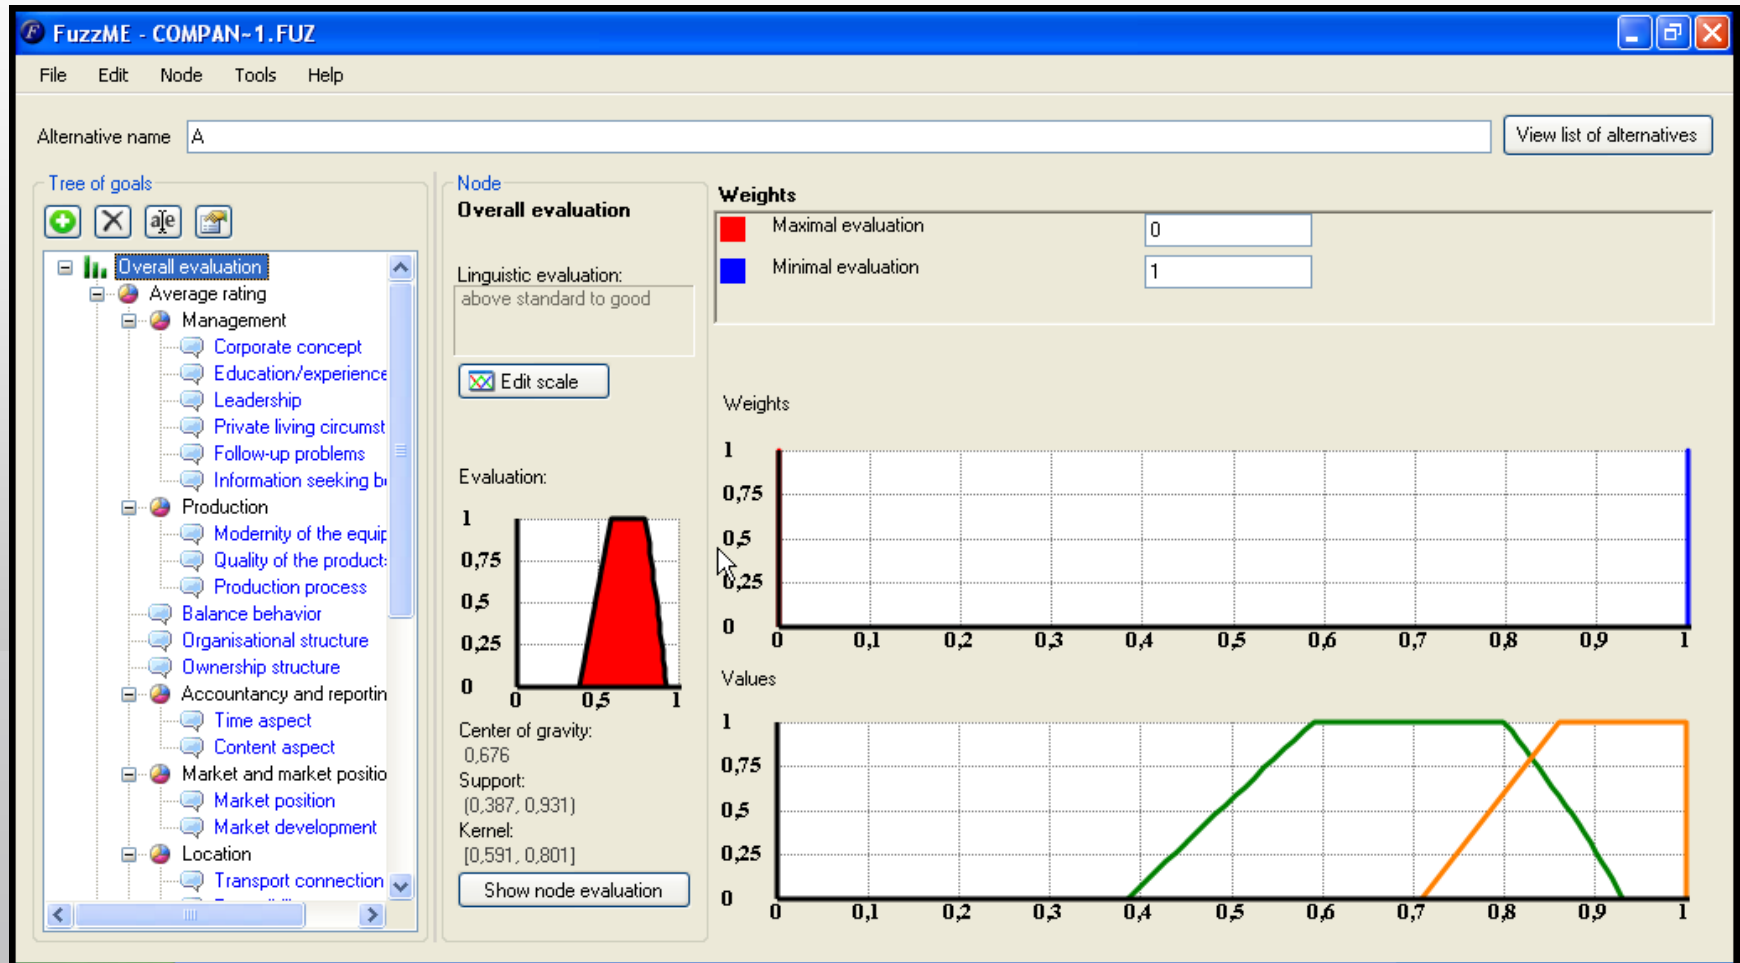 FuzzME - COMPAN~1.FUZ
File Edit Node Tools Help
Alternative name A View list of alternatives
Tree of goals
Overall evaluation
Average rating
Management
Corporate concept
Education/experience
Leadership
Private living circumst
Follow-up problems
Information seeking
Production
Modernity of the equip
Quality of the product
Production process
Balance behavior
Organisational structure
Ownership structure
Accountancy and reportin
Time aspect
Content aspect
Market and market positio
Market position
Market development
Location
Transport connection
Node
Overall evaluation
Linguistic evaluation:
above standard to good
Edit scale
Evaluation:
1
0,75
0,5
0,25
0
0 0,5 1
Center of gravity:
0,676
Support:
(0,387, 0,931)
Kernel:
[0,591, 0,801]
Show node evaluation
Weights
Maximal evaluation 0
Minimal evaluation 1
Weights
1
0,75
0,5
0,25
0
0 0,1 0,2 0,3 0,4 0,5 0,6 0,7 0,8 0,9 1
Values
1
0,75
0,5
0,25
0
0 0,1 0,2 0,3 0,4 0,5 0,6 0,7 0,8 0,9 1